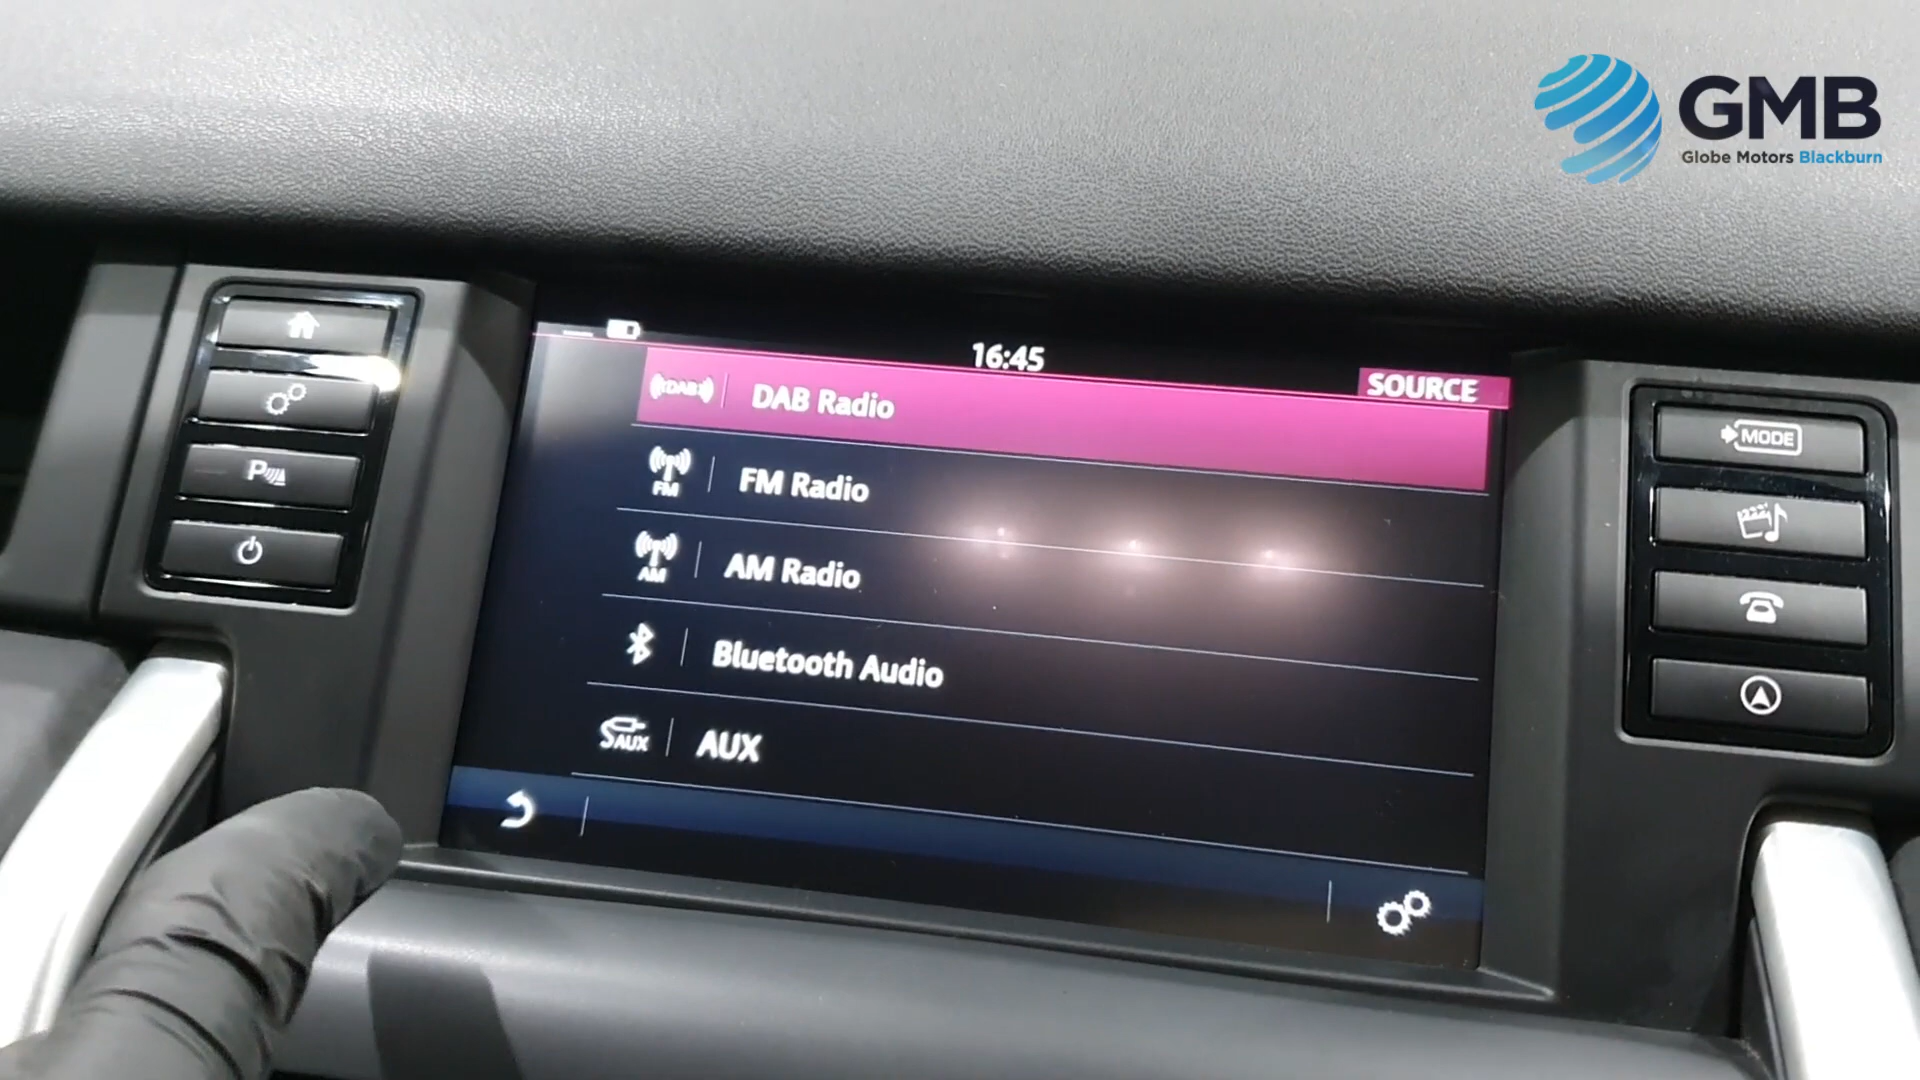 GMB
Globe Motors Blackburn
16:45
SOURCE
DAB
DAB Radio
FM
FM Radio
AM
AM Radio
Bluetooth Audio
AUX
AUX
P
MODE